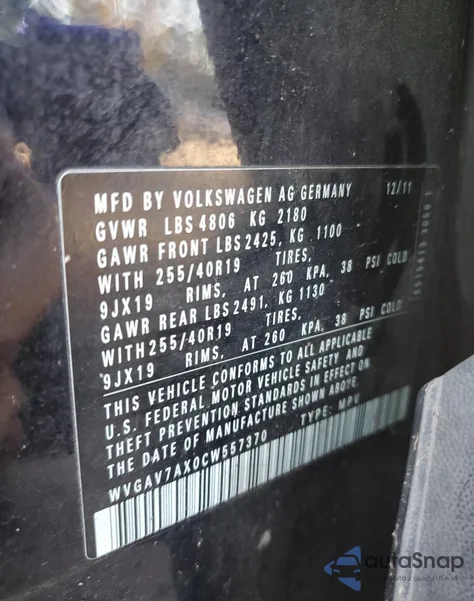 MFD BY VOLKSWAGEN AG GERMANY 12/11
GVWR LBS 4806 KG 2180
GAWR FRONT LBS 2425, KG 1100
WITH 255/40R19 TIRES,
9JX19 RIMS, AT 260 KPA, 38 PSI COLD
GAWR REAR LBS 2491, KG 1130
WITH 255/40R19 TIRES,
9JX19 RIMS, AT 260 KPA, 38 PSI COLD
THIS VEHICLE CONFORMS TO ALL APPLICABLE
U.S. FEDERAL MOTOR VEHICLE SAFETY AND
THEFT PREVENTION STANDARDS IN EFFECT ON
THE DATE OF MANUFACTURE SHOWN ABOVE.
WVGAV7AX0CW557370 TYPE: MPV
autoSnap